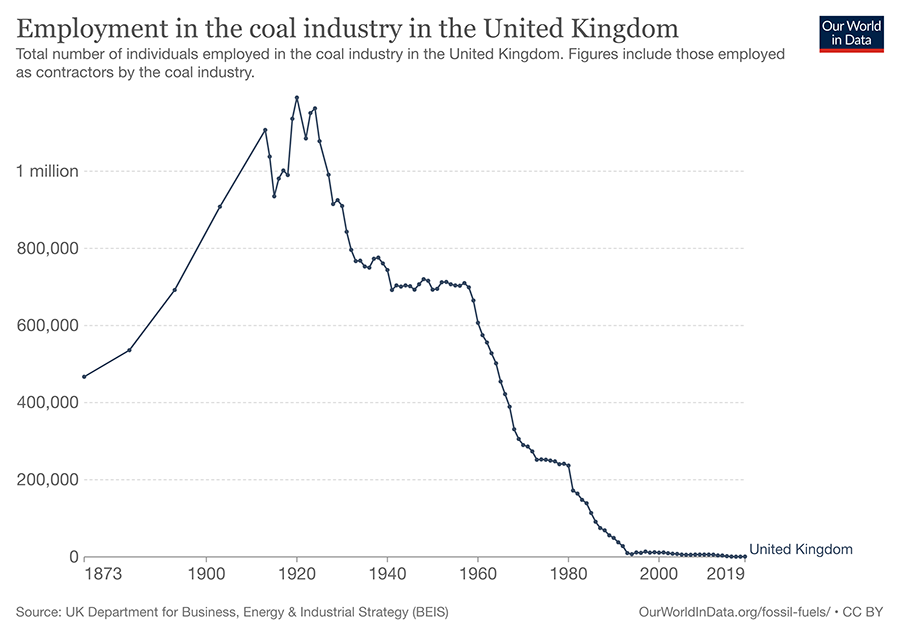 Employment in the coal industry in the United Kingdom
Our World
in Data
Total number of individuals employed in the coal industry in the United Kingdom. Figures include those employed
as contractors by the coal industry.
1 million
800,000
600,000
400,000
200,000
0
United Kingdom
1873 1900 1920 1940 1960 1980 2000 2019
Source: UK Department for Business, Energy & Industrial Strategy (BEIS)
OurWorldInData.org/fossil-fuels/ • CC BY